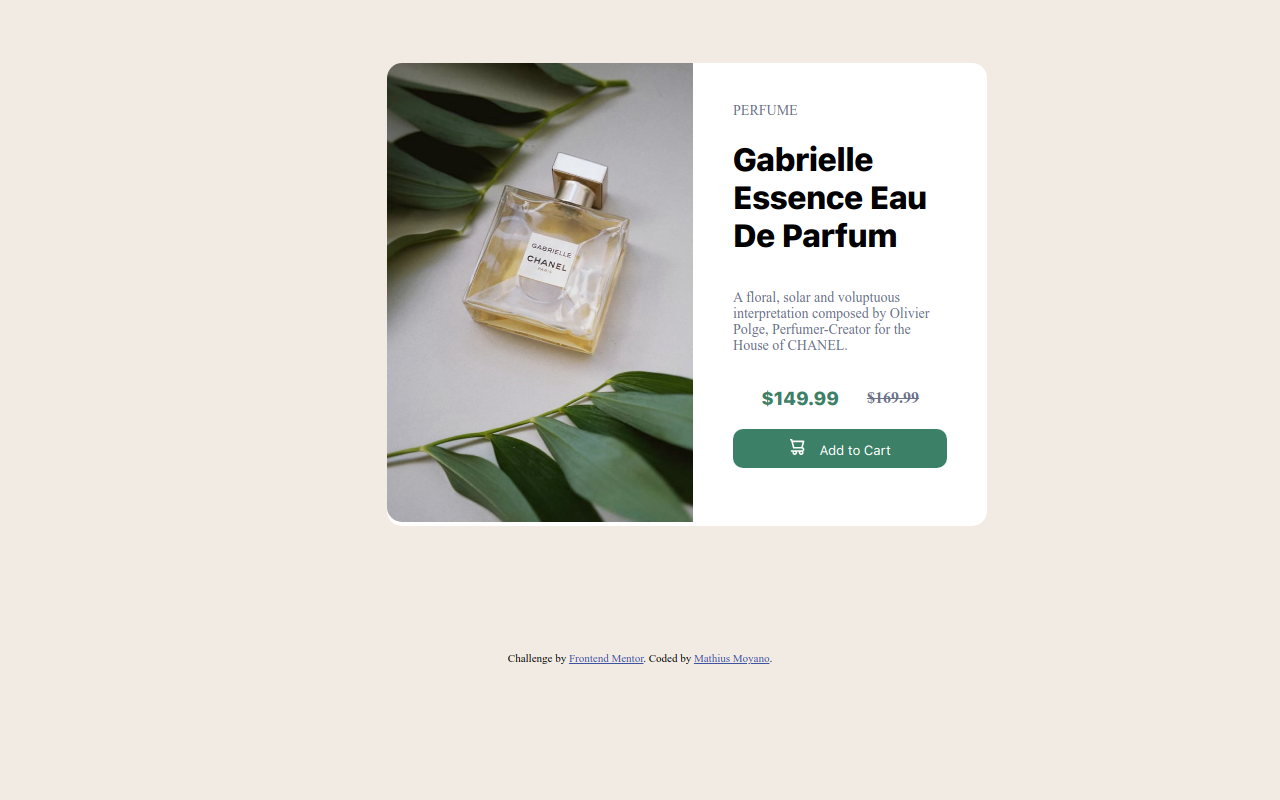 GABRIELLE
CHANEL
PARIS
PERFUME
Gabrielle
Essence Eau
De Parfum
A floral, solar and voluptuous
interpretation composed by Olivier
Polge, Perfumer-Creator for the
House of CHANEL.
$149.99 $169.99
Add to Cart
Challenge by Frontend Mentor. Coded by Mathius Moyano.